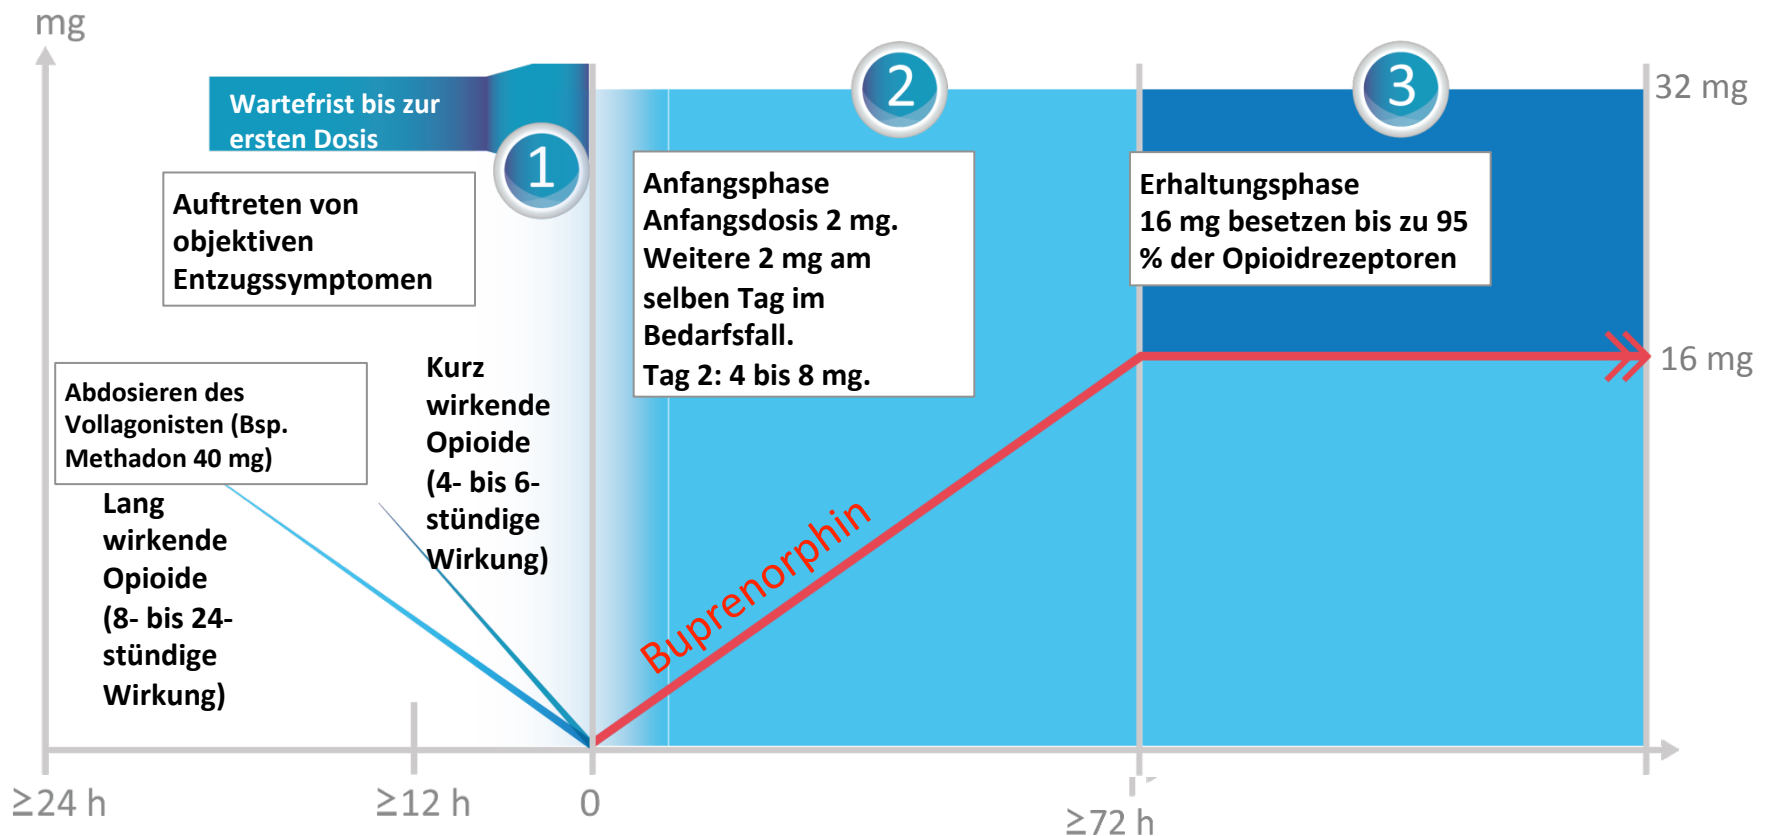 mg
Wartefrist bis zur
ersten Dosis
1
2
3
32 mg
Auftreten von
objektiven
Entzugssymptomen
Anfangsphase
Anfangsdosis 2 mg.
Weitere 2 mg am
selben Tag im
Bedarfsfall.
Tag 2: 4 bis 8 mg.
Erhaltungsphase
16 mg besetzen bis zu 95
% der Opioidrezeptoren
16 mg
Abdosieren des
Vollagonisten (Bsp.
Methadon 40 mg)
Kurz
wirkende
Opioide
(4- bis 6-
stündige
Wirkung)
Lang
wirkende
Opioide
(8- bis 24-
stündige
Wirkung)
Buprenorphin
≥24 h
≥12 h
0
≥72 h